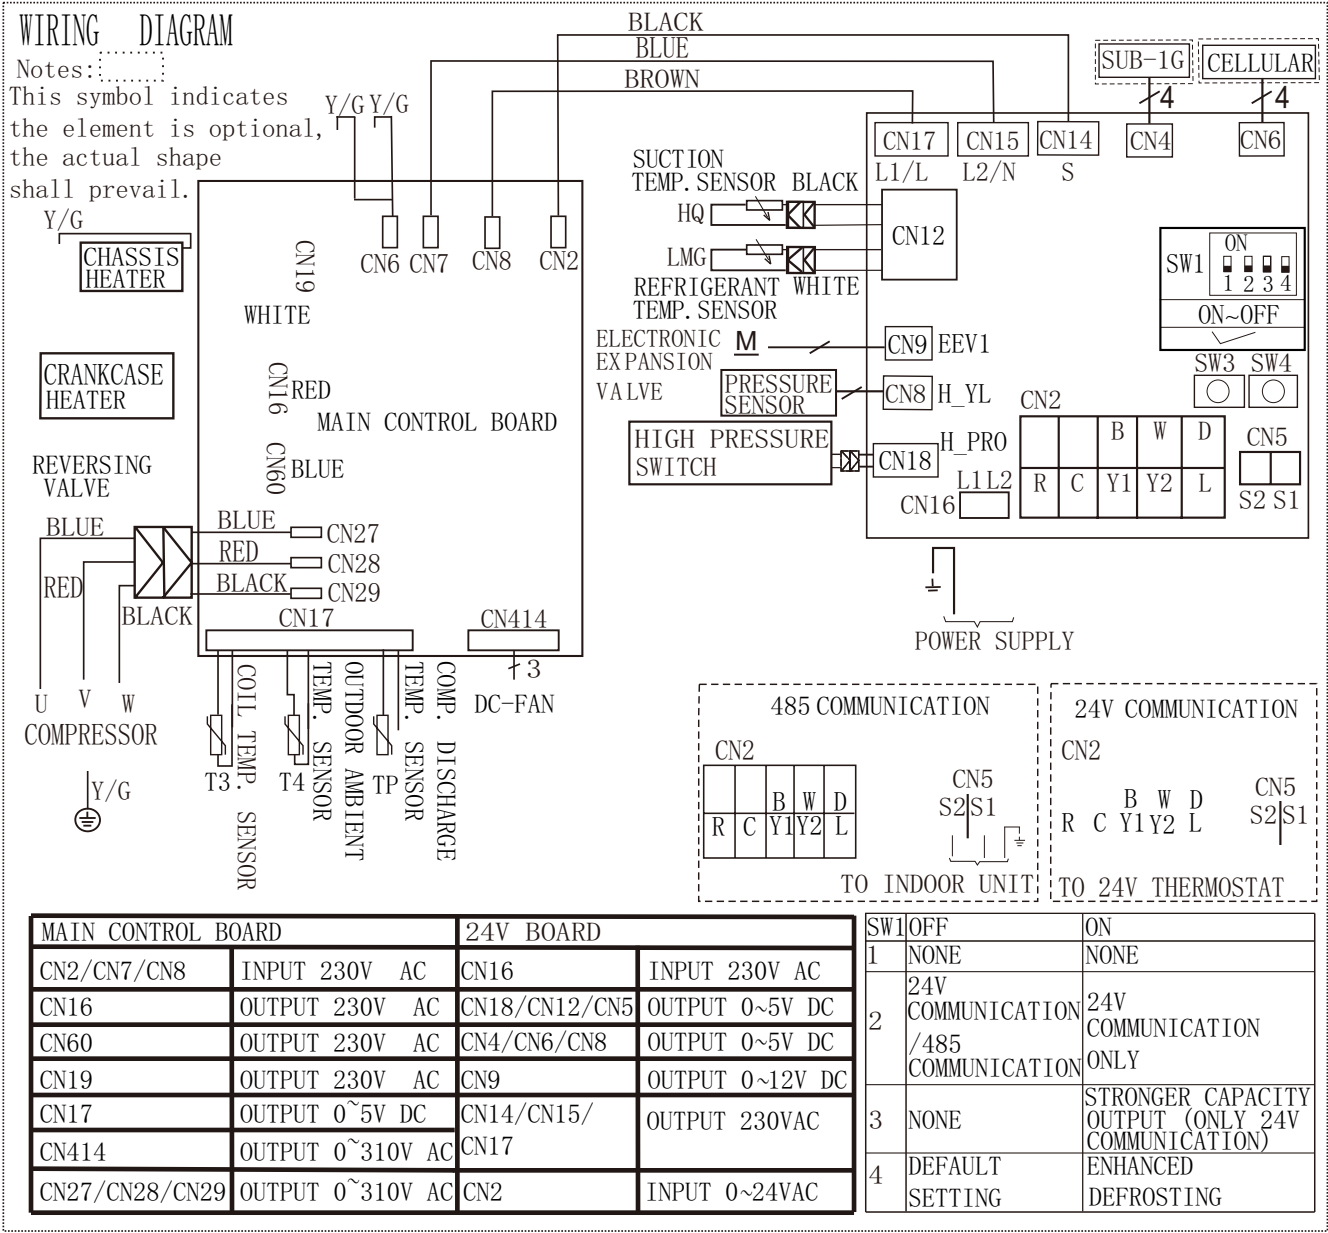 WIRING DIAGRAM
Notes:
This symbol indicates
the element is optional,
the actual shape
shall prevail.
Y/G Y/G
BLACK
BLUE
BROWN
SUB-1G
CELLULAR
4
4
CN17
CN15
CN14
CN4
CN6
L1/L
L2/N
S
Y/G
CHASSIS
HEATER
CN19
WHITE
CN6
CN7
CN8
CN2
SUCTION
TEMP. SENSOR
BLACK
HQ
LMG
CN12
REFRIGERANT
TEMP. SENSOR
WHITE
ON
SW1
1 2 3 4
ON~OFF
SW3
SW4
ELECTRONIC
EXPANSION
VALVE
M
CN9
EEV1
PRESSURE
SENSOR
CN8
H_YL
HIGH PRESSURE
SWITCH
CN18
H_PRO
CN2
B W D
R C Y1 Y2 L
CN5
S2 S1
L1 L2
CN16
CRANKCASE
HEATER
CN16
RED
MAIN CONTROL BOARD
CN60
BLUE
REVERSING
VALVE
BLUE
RED
BLACK
BLUE
RED
BLACK
CN27
CN28
CN29
CN17
CN414
3
DC-FAN
U
V
W
COMPRESSOR
Y/G
T3
COIL TEMP. SENSOR
T4
OUTDOOR AMBIENT
TEMP. SENSOR
TP
COMP. DISCHARGE
TEMP. SENSOR
POWER SUPPLY
485 COMMUNICATION
CN2
B W D
R C Y1 Y2 L
CN5
S2 S1
TO INDOOR UNIT
24V COMMUNICATION
CN2
B W D
R C Y1 Y2 L
CN5
S2 S1
TO 24V THERMOSTAT
MAIN CONTROL BOARD
24V BOARD
CN2/CN7/CN8 INPUT 230V AC CN16 INPUT 230V AC
CN16 OUTPUT 230V AC CN18/CN12/CN5 OUTPUT 0~5V DC
CN60 OUTPUT 230V AC CN4/CN6/CN8 OUTPUT 0~5V DC
CN19 OUTPUT 230V AC CN9 OUTPUT 0~12V DC
CN17 OUTPUT 0~5V DC CN14/CN15/
CN17 OUTPUT 230VAC
CN414 OUTPUT 0~310V AC
CN27/CN28/CN29 OUTPUT 0~310V AC CN2 INPUT 0~24VAC
SW1 OFF ON
1 NONE NONE
2
24V
COMMUNICATION
/485
COMMUNICATION
24V
COMMUNICATION
ONLY
3 NONE
STRONGER CAPACITY
OUTPUT (ONLY 24V
COMMUNICATION)
4
DEFAULT
SETTING
ENHANCED
DEFROSTING